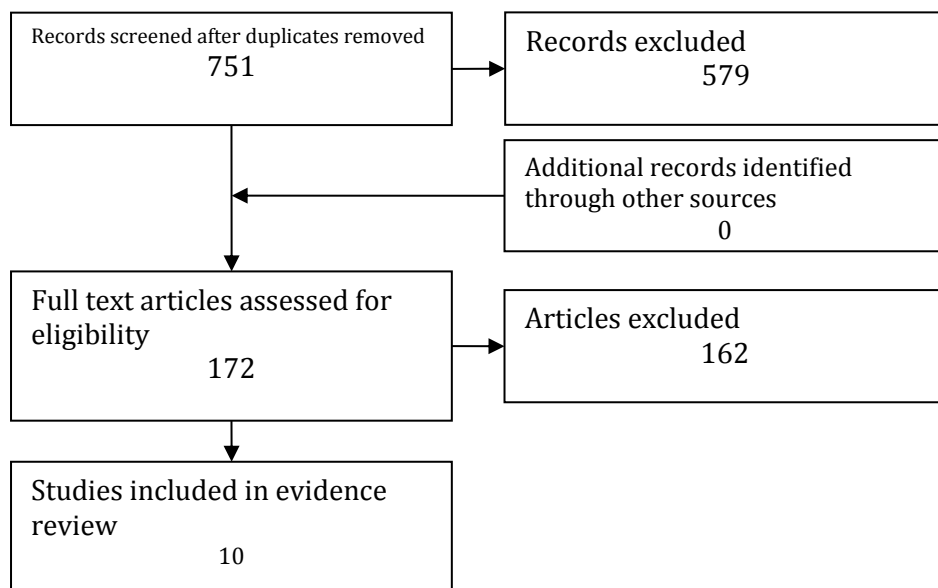 Records screened after duplicates removed
751
Records excluded
579
Additional records identified
through other sources
0
Full text articles assessed for
eligibility
172
Articles excluded
162
Studies included in evidence
review
10